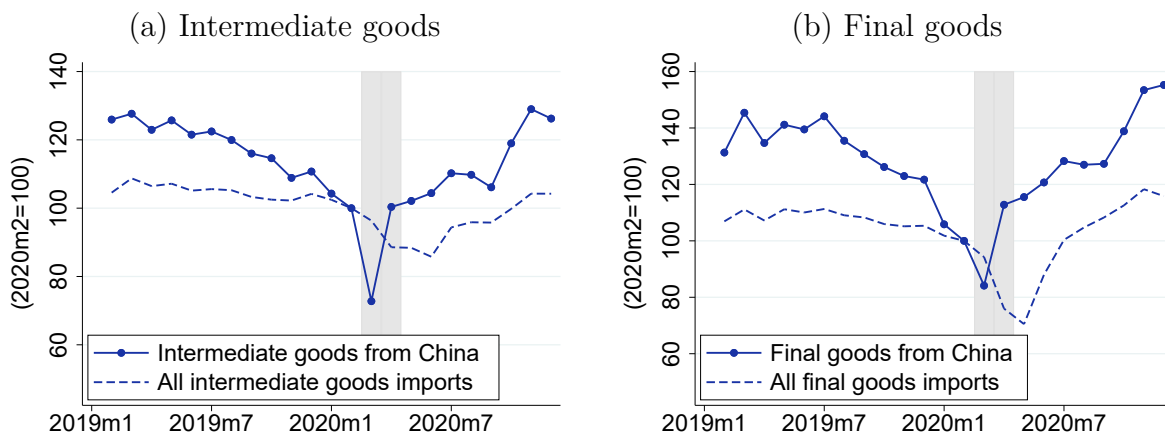 (a) Intermediate goods
(2020m2=100)
140
120
100
80
60
Intermediate goods from China
All intermediate goods imports
2019m1 2019m7 2020m1 2020m7
(b) Final goods
(2020m2=100)
160
140
120
100
80
60
Final goods from China
All final goods imports
2019m1 2019m7 2020m1 2020m7